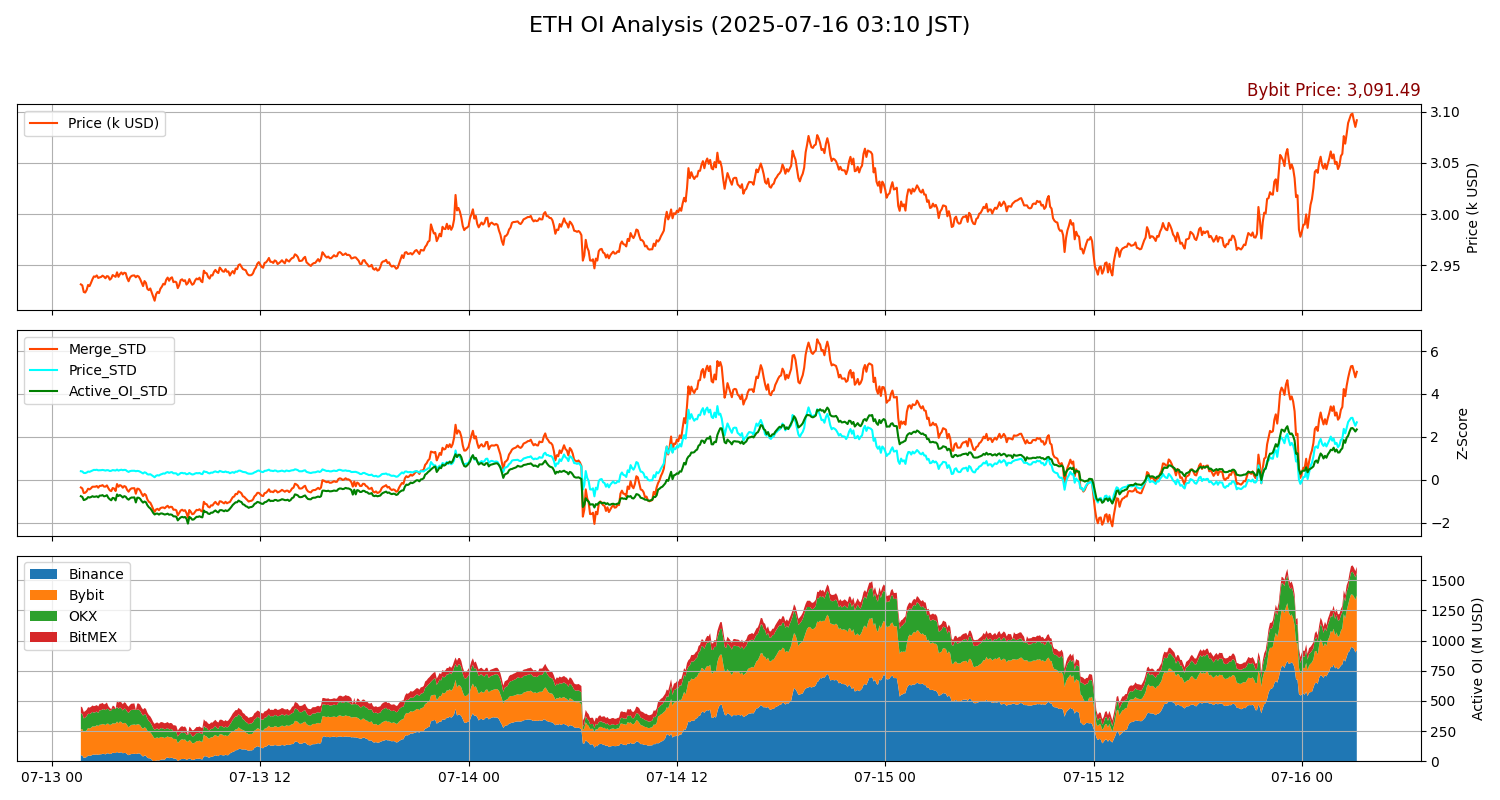 ETH OI Analysis (2025-07-16 03:10 JST)
Bybit Price: 3,091.49
Price (k USD)
3.10
3.05
3.00
2.95
Price (k USD)
Merge_STD
Price_STD
Active_OI_STD
6
4
2
0
−2
Z-Score
Binance
Bybit
OKX
BitMEX
1500
1250
1000
750
500
250
0
Active OI (M USD)
07-13 00
07-13 12
07-14 00
07-14 12
07-15 00
07-15 12
07-16 00